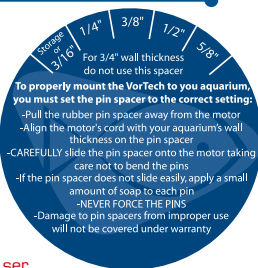 Storage
or
3/16"
1/4"
3/8"
1/2"
5/8"
For 3/4" wall thickness
do not use this spacer
To properly mount the VorTech to you aquarium,
you must set the pin spacer to the correct setting:
-Pull the rubber pin spacer away from the motor
-Align the motor's cord with your aquarium's wall
thickness on the pin spacer
-CAREFULLY slide the pin spacer onto the motor taking
care not to bend the pins
-If the pin spacer does not slide easily, apply a small
amount of soap to each pin
-NEVER FORCE THE PINS
-Damage to pin spacers from improper use
will not be covered under warranty
ser